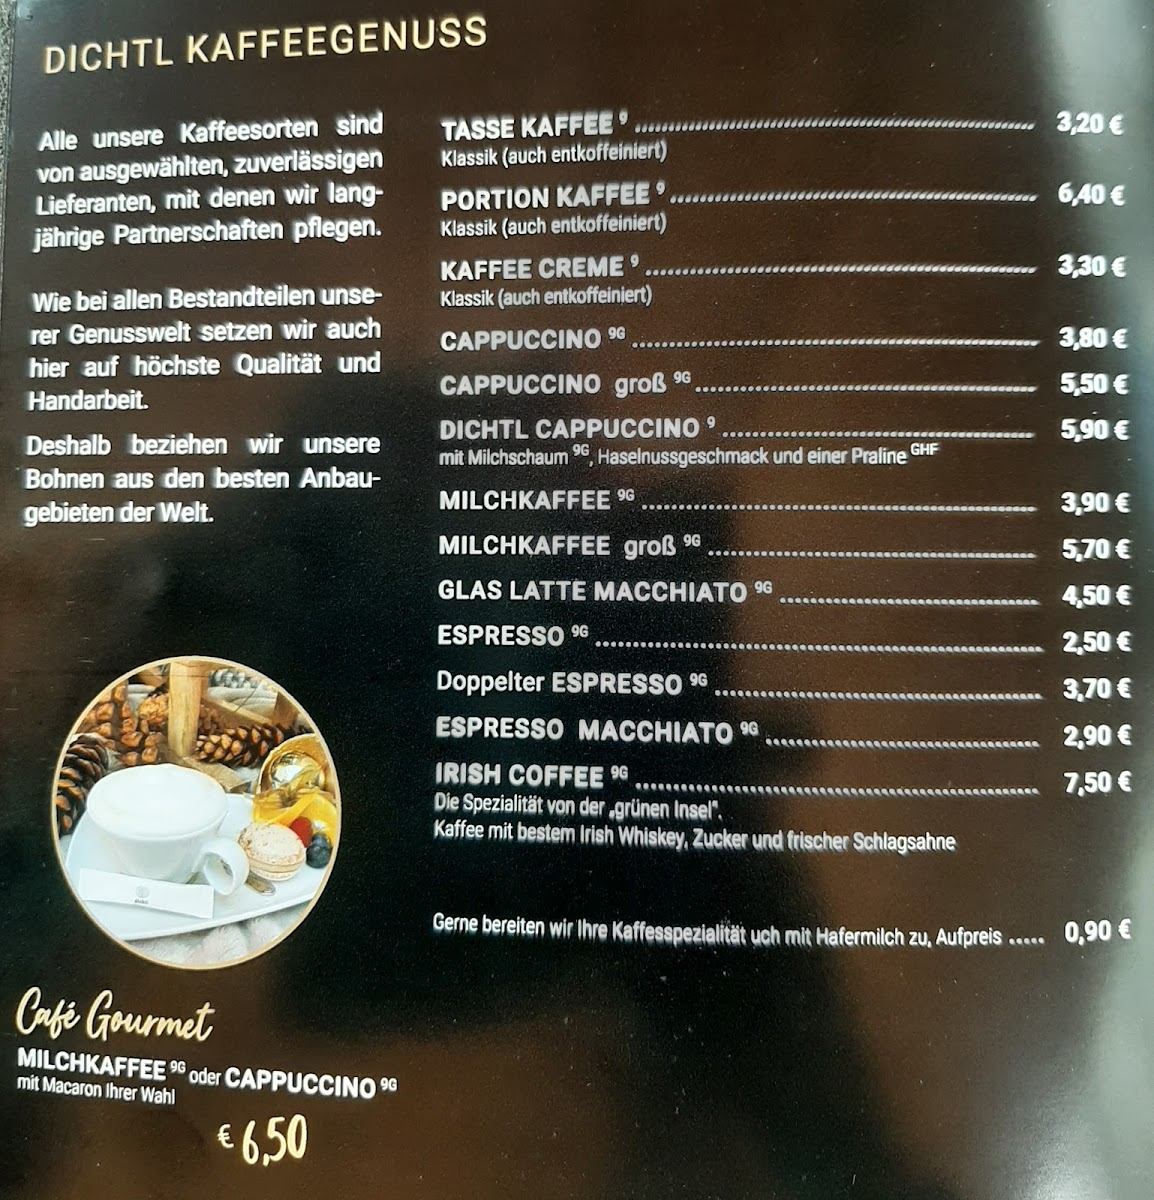 DICHTL KAFFEEGENUSS
Alle unsere Kaffeesorten sind
von ausgewählten, zuverlässigen
Lieferanten, mit denen wir lang-
jährige Partnerschaften pflegen.
Wie bei allen Bestandteilen unse-
rer Genusswelt setzen wir auch
hier auf höchste Qualität und
Handarbeit.
Deshalb beziehen wir unsere
Bohnen aus den besten Anbau-
gebieten der Welt.
TASSE KAFFEE 9 3,20 €
Klassik (auch entkoffeiniert)
PORTION KAFFEE 9 6,40 €
Klassik (auch entkoffeiniert)
KAFFEE CREME 9 3,30 €
Klassik (auch entkoffeiniert)
CAPPUCCINO 9G 3,80 €
CAPPUCCINO groß 9G 5,50 €
DICHTL CAPPUCCINO 9 5,90 €
mit Milchschaum 9G, Haselnussgeschmack und einer Praline GHF
MILCHKAFFEE 9G 3,90 €
MILCHKAFFEE groß 9G 5,70 €
GLAS LATTE MACCHIATO 9G 4,50 €
ESPRESSO 9G 2,50 €
Doppelter ESPRESSO 9G 3,70 €
ESPRESSO MACCHIATO 9G 2,90 €
IRISH COFFEE 9G 7,50 €
Die Spezialität von der „grünen Insel".
Kaffee mit bestem Irish Whiskey, Zucker und frischer Schlagsahne
Gerne bereiten wir Ihre Kaffesspezialität uch mit Hafermilch zu, Aufpreis ..... 0,90 €
Café Gourmet
MILCHKAFFEE 9G oder CAPPUCCINO 9G
mit Macaron Ihrer Wahl
€ 6,50